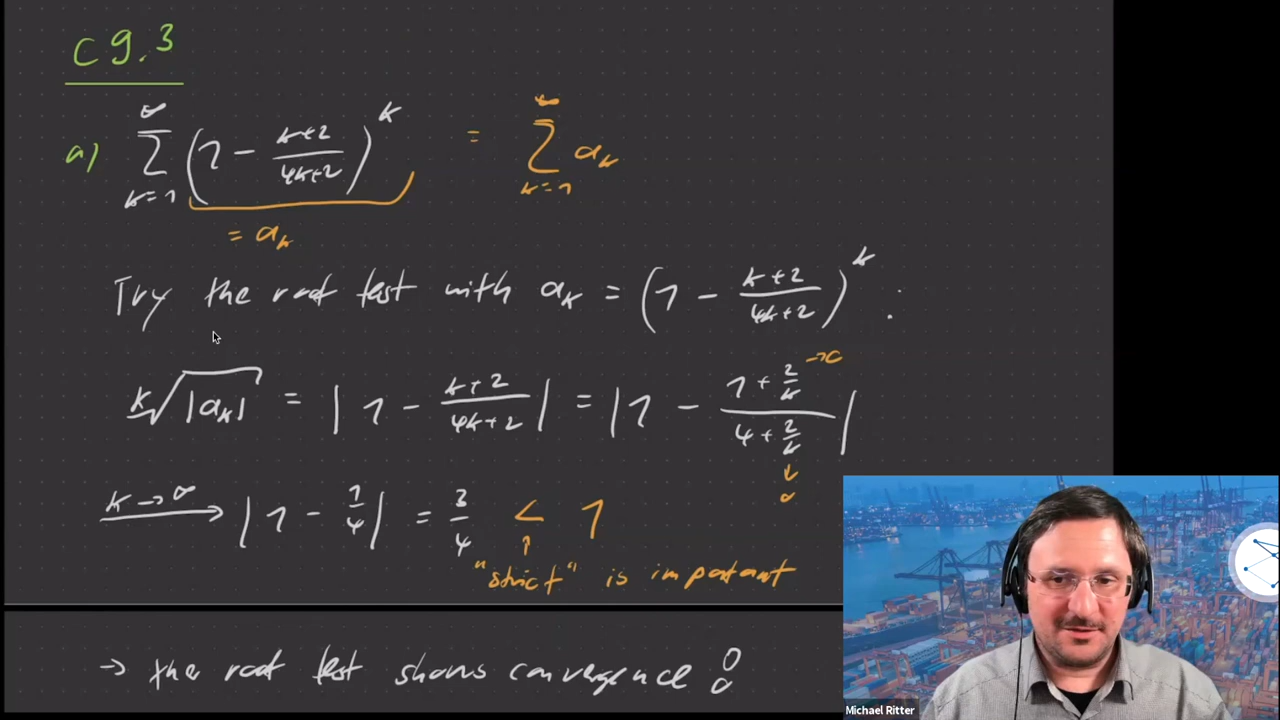 C 9.3
a) ∑_{k=1}^{∞} (1 - (k+2)/(4k+2))^k = ∑_{k=1}^{∞} a_k
= a_k
Try the root test with a_k = (1 - (k+2)/(4k+2))^k :
k√|a_k| = |1 - (k+2)/(4k+2)| = |1 - (1 + 2/k)/(4 + 2/k)| →0
↓ 0
k→∞ ⟶ |1 - 1/4| = 3/4 < 1
↑
"strict" is important
→ the root test shows convergence!
Michael Ritter